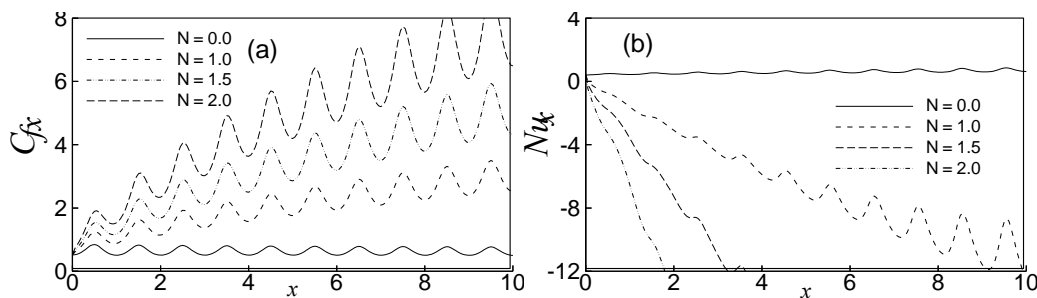 8
6
4
2
0
0 2 4 6 8 10
C_fx
x
(a)
N = 0.0
N = 1.0
N = 1.5
N = 2.0
4
0
-4
-8
-12
0 2 4 6 8 10
Nu_x
x
(b)
N = 0.0
N = 1.0
N = 1.5
N = 2.0